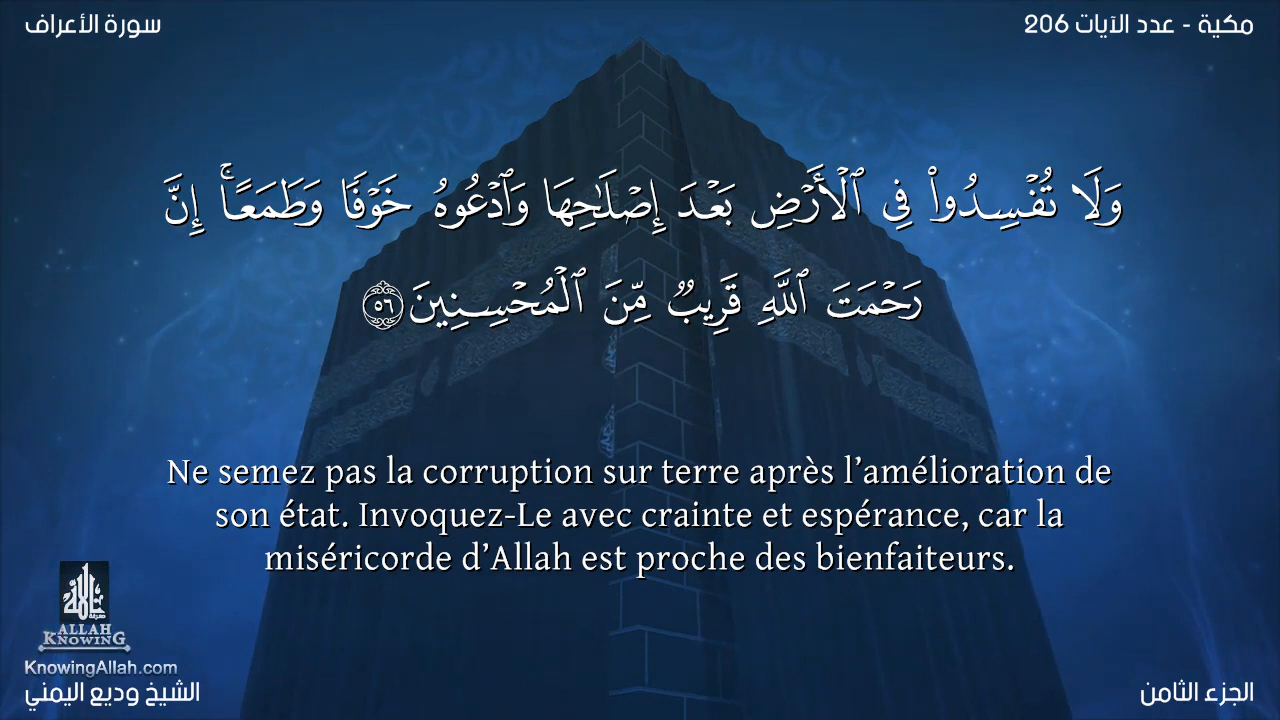 سورة الأعراف
مكية - عدد الآيات 206
وَلَا تُفْسِدُوا۟ فِى ٱلْأَرْضِ بَعْدَ إِصْلَٰحِهَا وَٱدْعُوهُ خَوْفًا وَطَمَعًا ۚ إِنَّ
رَحْمَتَ ٱللَّهِ قَرِيبٌ مِّنَ ٱلْمُحْسِنِينَ ٥٦
Ne semez pas la corruption sur terre après l’amélioration de
son état. Invoquez-Le avec crainte et espérance, car la
miséricorde d’Allah est proche des bienfaiteurs.
ALLAH
KNOWING
KnowingAllah.com
الشيخ وديع اليمني
الجزء الثامن